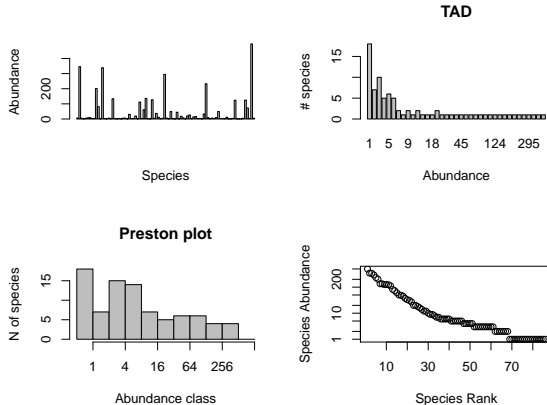 Abundance
0 200
Species
TAD
# species
0 5 15
1 5 9 18 45 124 295
Abundance
Preston plot
N of species
0 5 15
1 4 16 64 256
Abundance class
Species Abundance
1 10 200
10 30 50 70
Species Rank